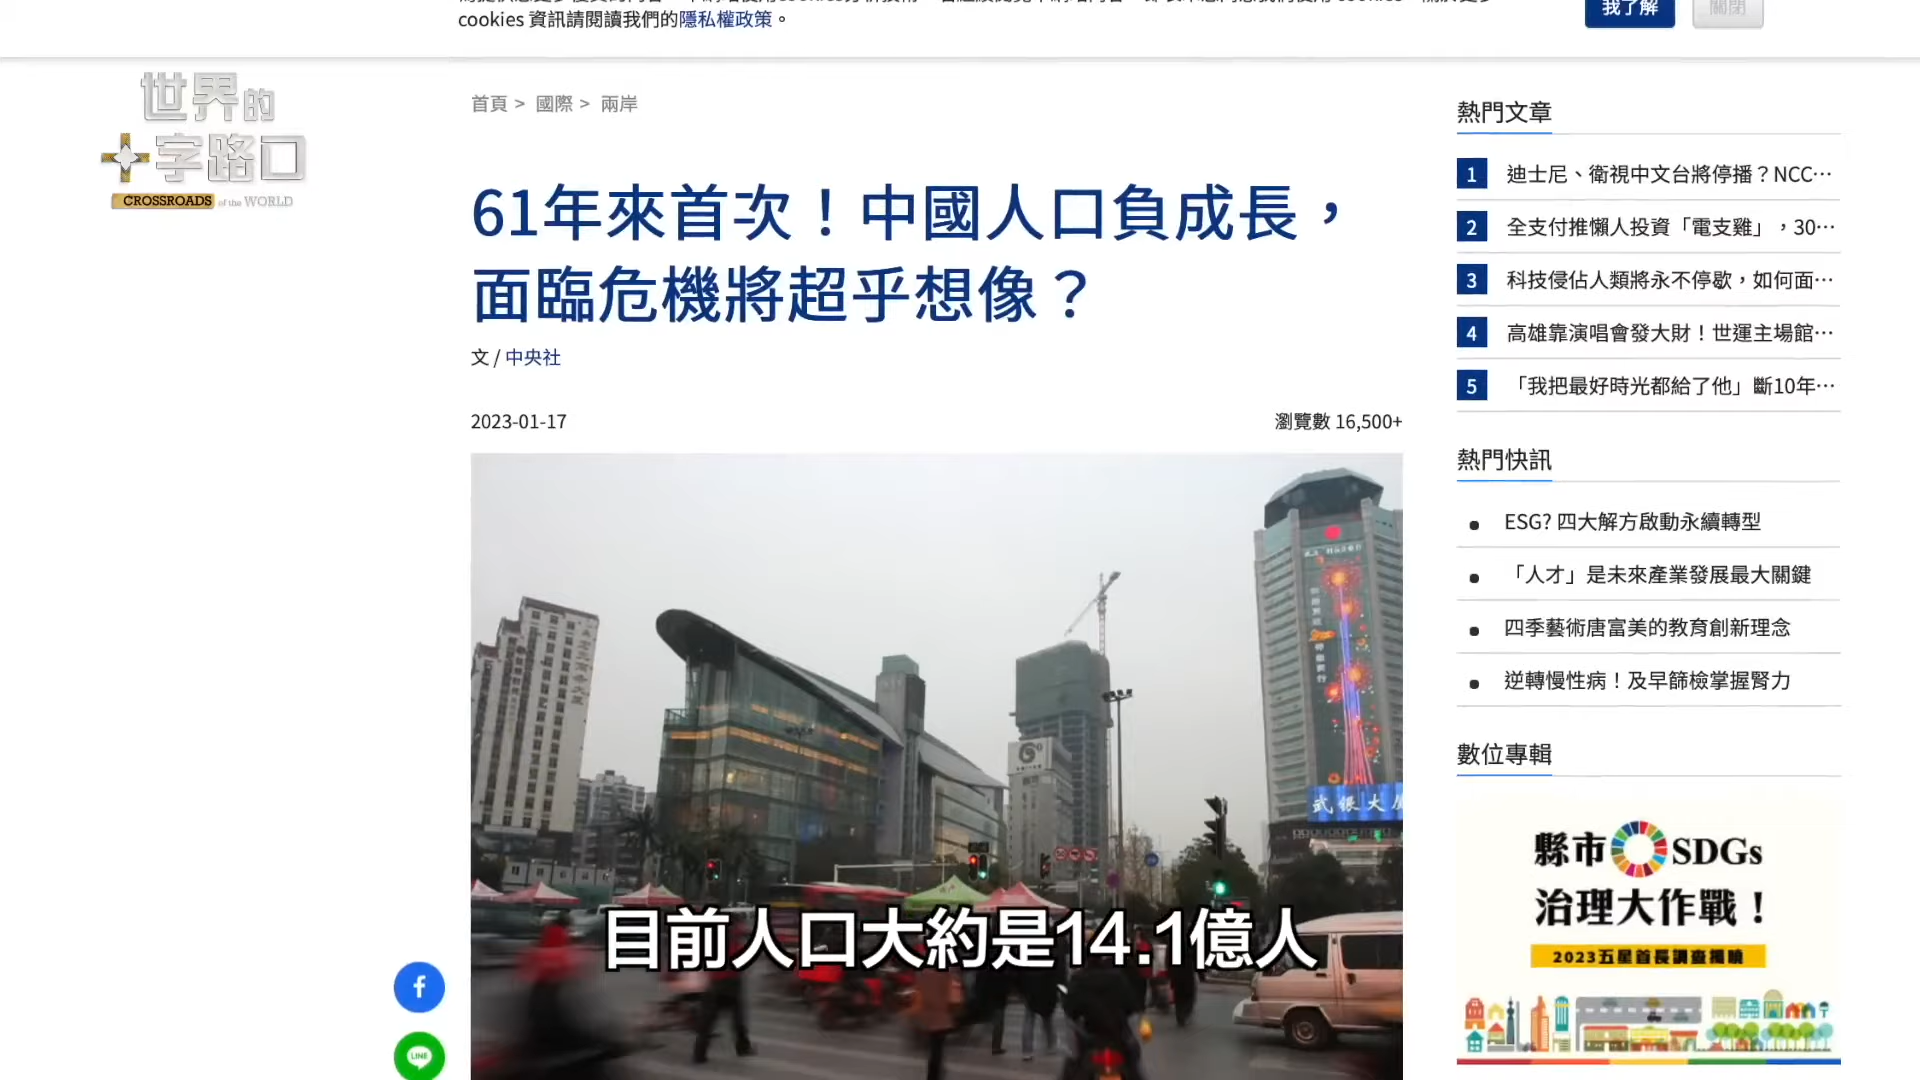 cookies 資訊請閱讀我們的隱私權政策。
我了解
關閉
世界的
十字路口
CROSSROADS of the WORLD
首頁 > 國際 > 兩岸
61年來首次！中國人口負成長，
面臨危機將超乎想像？
文 / 中央社
2023-01-17
瀏覽數 16,500+
目前人口大約是14.1億人
武銀大
LINE
熱門文章
1 迪士尼、衛視中文台將停播？NCC…
2 全支付推懶人投資「電支雞」，30…
3 科技侵佔人類將永不停歇，如何面…
4 高雄靠演唱會發大財！世運主場館…
5 「我把最好時光都給了他」斷10年…
熱門快訊
ESG? 四大解方啟動永續轉型
「人才」是未來產業發展最大關鍵
四季藝術唐富美的教育創新理念
逆轉慢性病！及早篩檢掌握腎力
數位專輯
縣市SDGs
治理大作戰！
2023五星首長調查揭曉